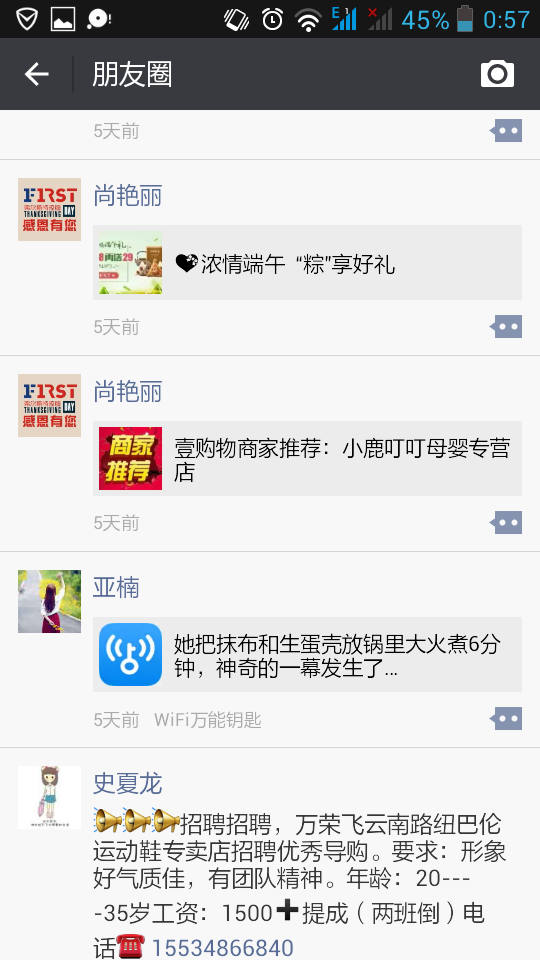 E 1 45% 0:57
朋友圈
5天前
尚艳丽
F1RST
THANKSGIVING DAY
感恩有您
再送29
浓情端午 “粽”享好礼
5天前
尚艳丽
F1RST
THANKSGIVING DAY
感恩有您
商家
推荐
壹购物商家推荐：小鹿叮叮母婴专营
店
5天前
亚楠
她把抹布和生蛋壳放锅里大火煮6分
钟，神奇的一幕发生了...
5天前 WiFi万能钥匙
史夏龙
招聘招聘，万荣飞云南路纽巴伦
运动鞋专卖店招聘优秀导购。要求：形象
好气质佳，有团队精神。年龄：20---
-35岁工资：1500➕提成（两班倒）电
话☎15534866840